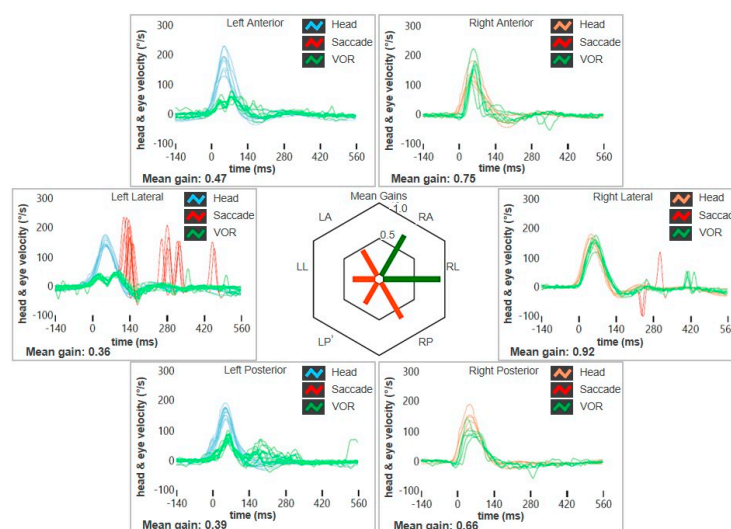 Left Anterior
Head
Saccade
VOR
head & eye velocity (°/s)
300
200
100
0
-100
-140 0 140 280 420 560
time (ms)
Mean gain: 0.47
Right Anterior
Head
Saccade
VOR
head & eye velocity (°/s)
300
200
100
0
-100
-140 0 140 280 420 560
time (ms)
Mean gain: 0.75
Left Lateral
Head
Saccade
VOR
head & eye velocity (°/s)
300
200
100
0
-100
-140 0 140 280 420 560
time (ms)
Mean gain: 0.36
Mean Gains
LA 1.0 RA
0.5
LL RL
LP RP
Right Lateral
Head
Saccade
VOR
head & eye velocity (°/s)
300
200
100
0
-100
-140 0 140 280 420 560
time (ms)
Mean gain: 0.92
Left Posterior
Head
Saccade
VOR
head & eye velocity (°/s)
300
200
100
0
-100
-140 0 140 280 420 560
time (ms)
Mean gain: 0.39
Right Posterior
Head
Saccade
VOR
head & eye velocity (°/s)
300
200
100
0
-100
-140 0 140 280 420 560
time (ms)
Mean gain: 0.66